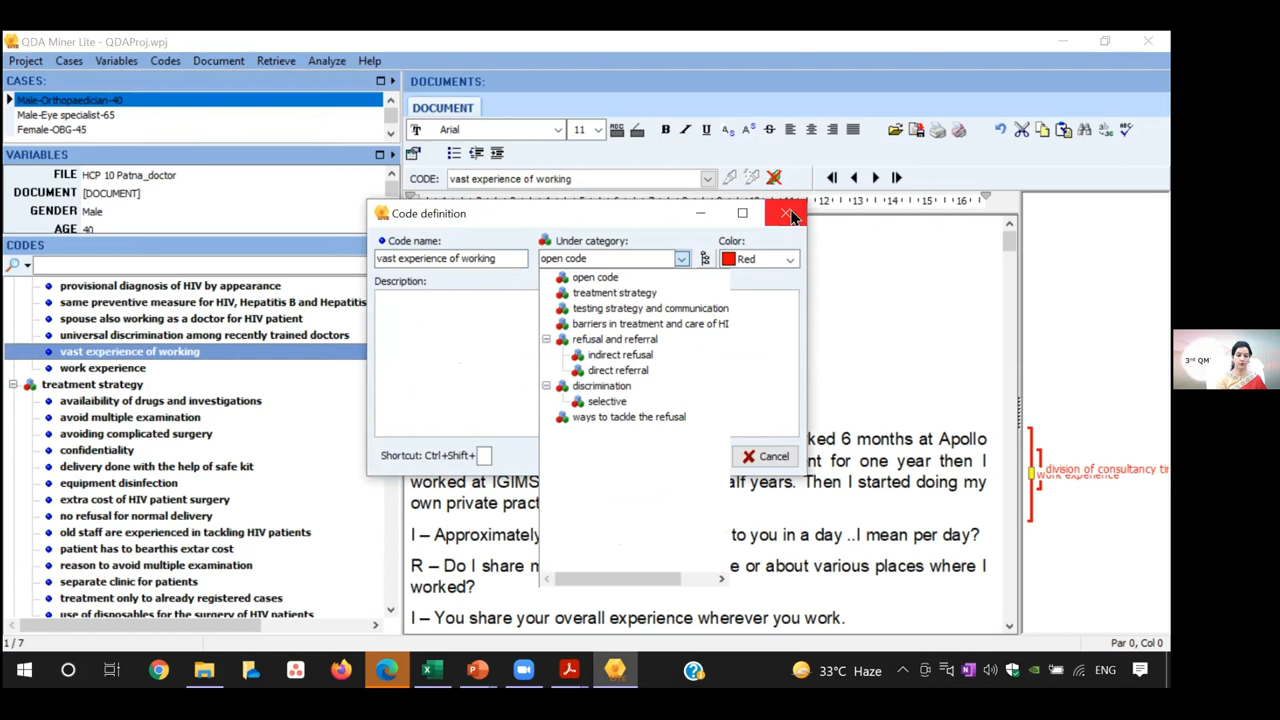 QDA Miner Lite - QDAProj.wpj
Project Cases Variables Codes Document Retrieve Analyze Help
CASES:
Male-Orthopaedician-40
Male-Eye specialist-65
Female-OBG-45
VARIABLES
FILE HCP 10 Patna_doctor
DOCUMENT [DOCUMENT]
GENDER Male
AGE 40
CODES
provisional diagnosis of HIV by appearance
same preventive measure for HIV, Hepatitis B and Hepatitis
spouse also working as a doctor for HIV patient
universal discrimination among recently trained doctors
vast experience of working
work experience
treatment strategy
availaibility of drugs and investigations
avoid multiple examination
avoiding complicated surgery
confidentiality
delivery done with the help of safe kit
equipment disinfection
extra cost of HIV patient surgery
no refusal for normal delivery
old staff are experienced in tackling HIV patients
patient has to bearthis extar cost
reason to avoid multiple examination
separate clinic for patients
treatment only to already registered cases
use of disposables for the surgery of HIV patients
1 / 7
DOCUMENTS:
DOCUMENT
Arial 11
B I U
CODE: vast experience of working
12 13 14 15 16
Code definition
Code name: Under category: Color:
vast experience of working open code Red
Description:
open code
treatment strategy
testing strategy and communication
barriers in treatment and care of HI
refusal and referral
indirect refusal
direct referral
discrimination
selective
ways to tackle the refusal
Shortcut: Ctrl+Shift+ Cancel
ked 6 months at Apollo
nt for one year then I
worked at IGIMS alf years. Then I started doing my
own private pract
I – Approximately to you in a day ..I mean per day?
R – Do I share m e or about various places where I
worked?
I – You share your overall experience wherever you work.
division of consultancy tir
work experience
Par 0, Col 0
3rd QM
33°C Haze ENG